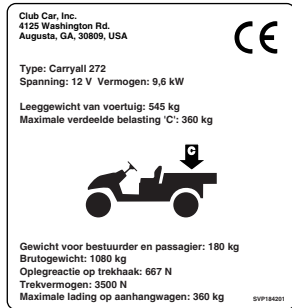 Club Car, Inc.
4125 Washington Rd.
Augusta, GA, 30809, USA
CE
Type: Carryall 272
Spanning: 12 V Vermogen: 9,6 kW
Leeggewicht van voertuig: 545 kg
Maximale verdeelde belasting 'C': 360 kg
C
Gewicht voor bestuurder en passagier: 180 kg
Brutogewicht: 1080 kg
Oplegreactie op trekhaak: 667 N
Trekvermogen: 3500 N
Maximale lading op aanhangwagen: 360 kg
SVP184201